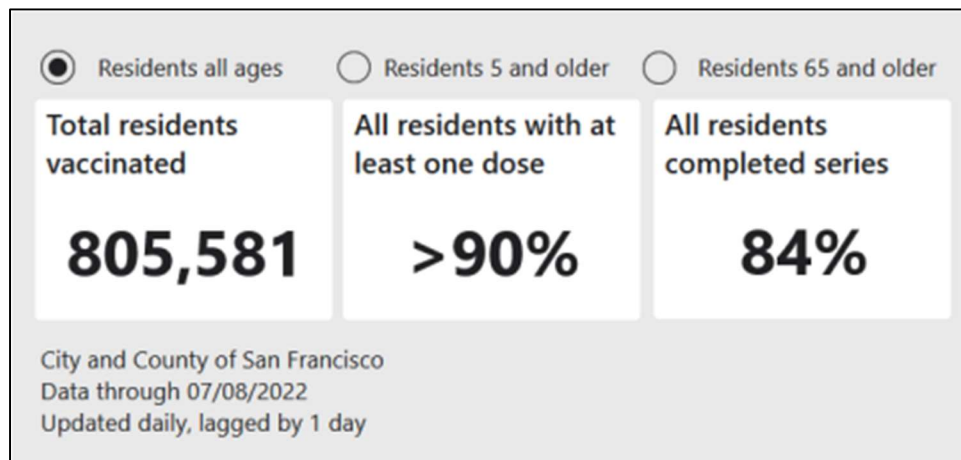 Residents all ages
Residents 5 and older
Residents 65 and older
Total residents
vaccinated
805,581
All residents with at
least one dose
>90%
All residents
completed series
84%
City and County of San Francisco
Data through 07/08/2022
Updated daily, lagged by 1 day